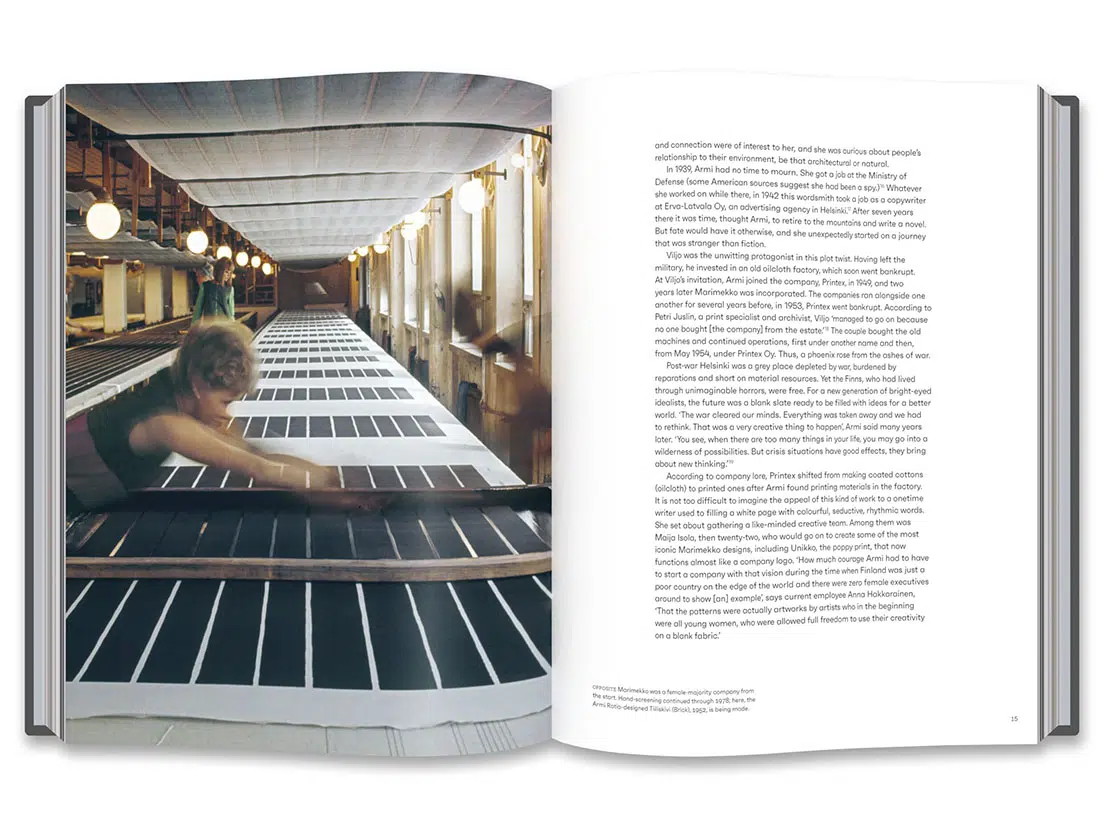 and connection were of interest to her, and she was curious about people's
relationship to their environment, be that architectural or natural.
In 1939, Armi had no time to mourn. She got a job at the Ministry of
Defense (some American sources suggest she had been a spy.)¹⁶ Whatever
she worked on while there, in 1942 this wordsmith took a job as a copywriter
at Erva-Latvala Oy, an advertising agency in Helsinki.¹⁷ After seven years
there it was time, thought Armi, to retire to the mountains and write a novel.
But fate would have it otherwise, and she unexpectedly started on a journey
that was stranger than fiction.
Viljo was the unwitting protagonist in this plot twist. Having left the
military, he invested in an old oilcloth factory, which soon went bankrupt.
At Viljo's invitation, Armi joined the company, Printex, in 1949, and two
years later Marimekko was incorporated. The companies ran alongside one
another for several years before, in 1953, Printex went bankrupt. According to
Petri Juslin, a print specialist and archivist, Viljo 'managed to go on because
no one bought [the company] from the estate.'¹⁸ The couple bought the old
machines and continued operations, first under another name and then,
from May 1954, under Printex Oy. Thus, a phoenix rose from the ashes of war.
Post-war Helsinki was a grey place depleted by war, burdened by
reparations and short on material resources. Yet the Finns, who had lived
through unimaginable horrors, were free. For a new generation of bright-eyed
idealists, the future was a blank slate ready to be filled with ideas for a better
world. 'The war cleared our minds. Everything was taken away and we had
to rethink. That was a very creative thing to happen', Armi said many years
later. 'You see, when there are too many things in your life, you may go into a
wilderness of possibilities. But crisis situations have good effects, they bring
about new thinking.'¹⁹
According to company lore, Printex shifted from making coated cottons
(oilcloth) to printed ones after Armi found printing materials in the factory.
It is not too difficult to imagine the appeal of this kind of work to a onetime
writer used to filling a white page with colourful, seductive, rhythmic words.
She set about gathering a like-minded creative team. Among them was
Maija Isola, then twenty-two, who would go on to create some of the most
iconic Marimekko designs, including Unikko, the poppy print, that now
functions almost like a company logo. 'How much courage Armi had to have
to start a company with that vision during the time when Finland was just a
poor country on the edge of the world and there were zero female executives
around to show [an] example', says current employee Anna Hakkarainen,
'That the patterns were actually artworks by artists who in the beginning
were all young women, who were allowed full freedom to use their creativity
on a blank fabric.'
OPPOSITE Marimekko was a female-majority company from
the start. Hand-screening continued through 1978; here, the
Armi Ratia-designed Tiiliskivi (Brick), 1952, is being made.
15